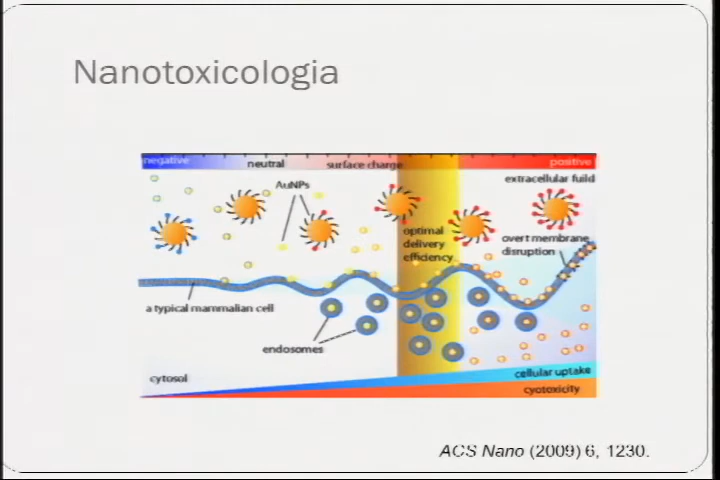 Nanotoxicologia
negative neutral surface charge positive
AuNPs
extracellular fuild
optimal
delivery
efficiency
overt membrane
disruption
a typical mammalian cell
endosomes
cytosol
cellular uptake
cyotoxicity
ACS Nano (2009) 6, 1230.